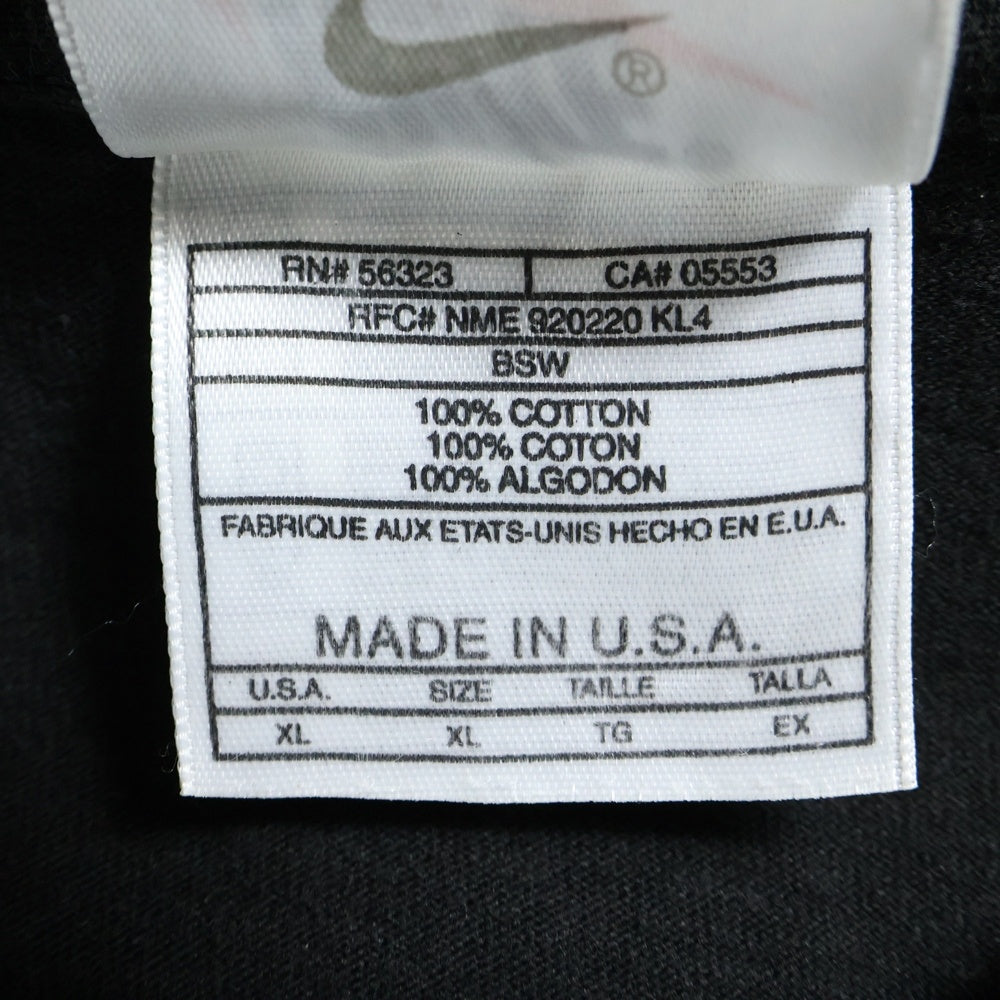 ®
RN# 56323 CA# 05553
RFC# NME 920220 KL4
BSW
100% COTTON
100% COTON
100% ALGODON
FABRIQUE AUX ETATS-UNIS HECHO EN E.U.A.
MADE IN U.S.A.
U.S.A. SIZE TAILLE TALLA
XL XL TG EX